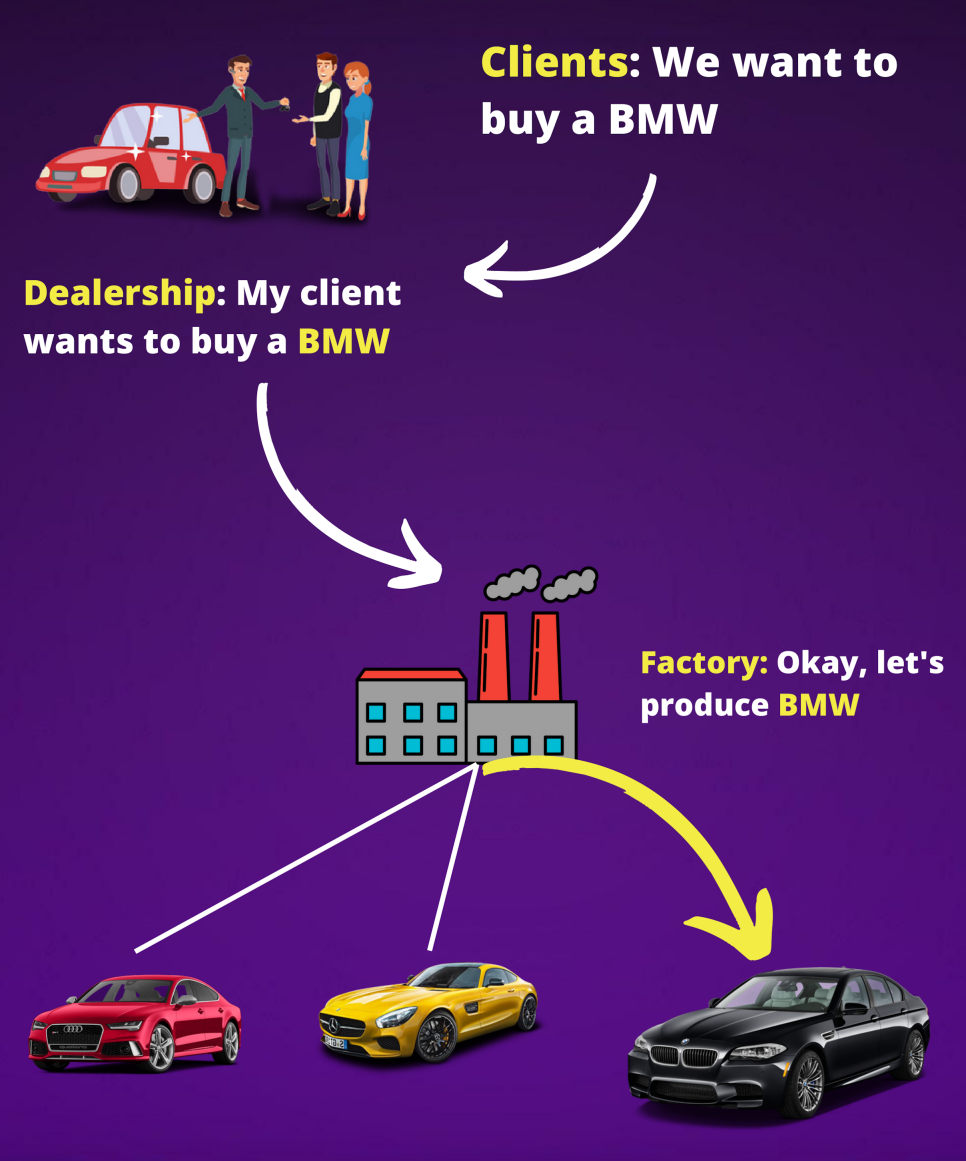 Clients: We want to
buy a BMW
Dealership: My client
wants to buy a BMW
Factory: Okay, let's
produce BMW